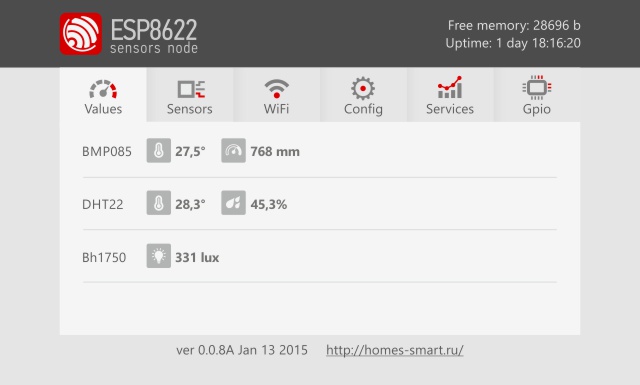 ESP8622
sensors node
Free memory: 28696 b
Uptime: 1 day 18:16:20
Values
Sensors
WiFi
Config
Services
Gpio
BMP085 27,5° 768 mm
DHT22 28,3° 45,3%
Bh1750 331 lux
ver 0.0.8A Jan 13 2015 http://homes-smart.ru/